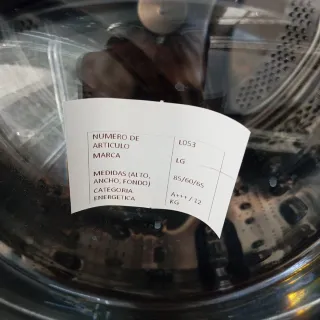 NUMERO DE ARTICULO L053
MARCA LG
MEDIDAS (ALTO, ANCHO, FONDO) 85/60/65
CATEGORIA ENERGETICA A+++ / 12 KG